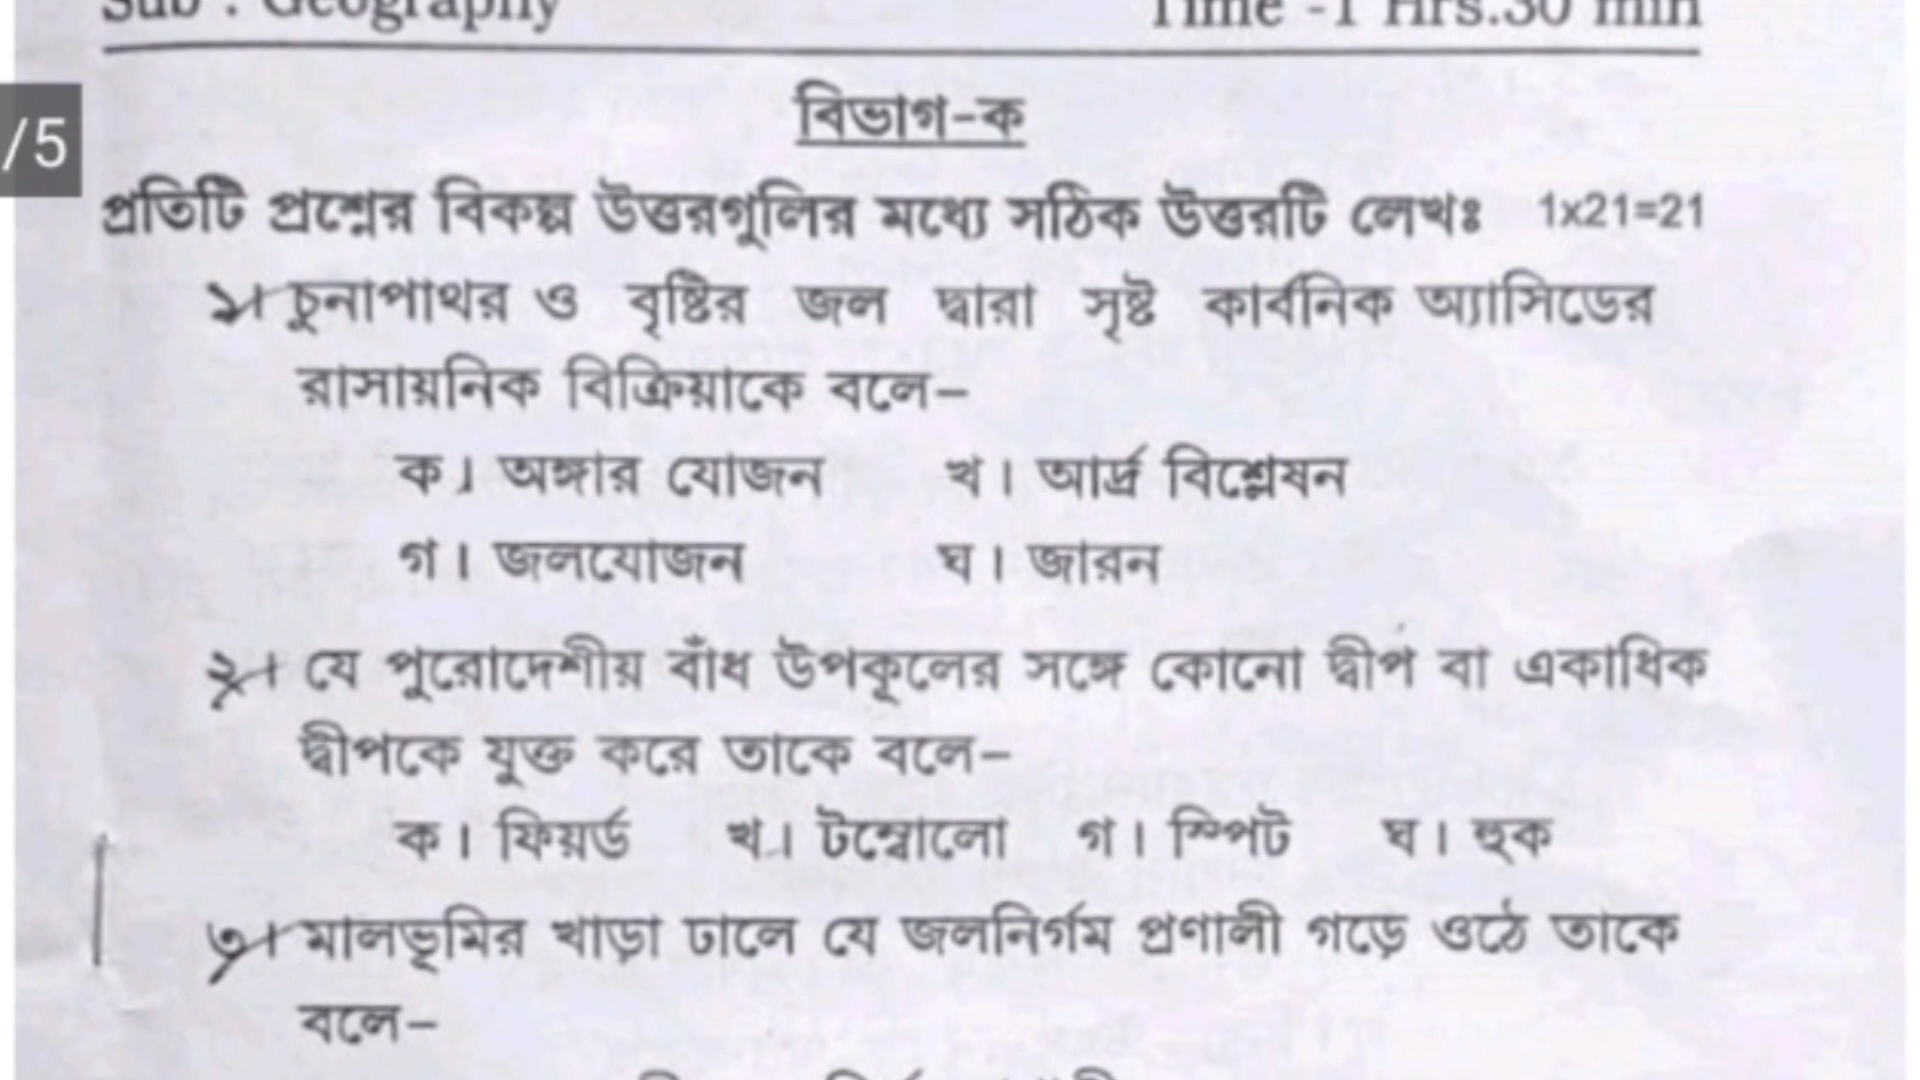 Sub : Geography Time -1 Hrs.30 min
/5
বিভাগ-ক
প্রতিটি প্রশ্নের বিকল্প উত্তরগুলির মধ্যে সঠিক উত্তরটি লেখঃ 1x21=21
১। চুনাপাথর ও বৃষ্টির জল দ্বারা সৃষ্ট কার্বনিক অ্যাসিডের
রাসায়নিক বিক্রিয়াকে বলে–
ক। অঙ্গার যোজন খ। আর্দ্র বিশ্লেষন
গ। জলযোজন ঘ। জারন
২। যে পুরোদেশীয় বাঁধ উপকূলের সঙ্গে কোনো দ্বীপ বা একাধিক
দ্বীপকে যুক্ত করে তাকে বলে–
ক। ফিয়র্ড খ। টম্বোলো গ। স্পিট ঘ। হুক
৩। মালভূমির খাড়া ঢালে যে জলনির্গম প্রণালী গড়ে ওঠে তাকে
বলে–